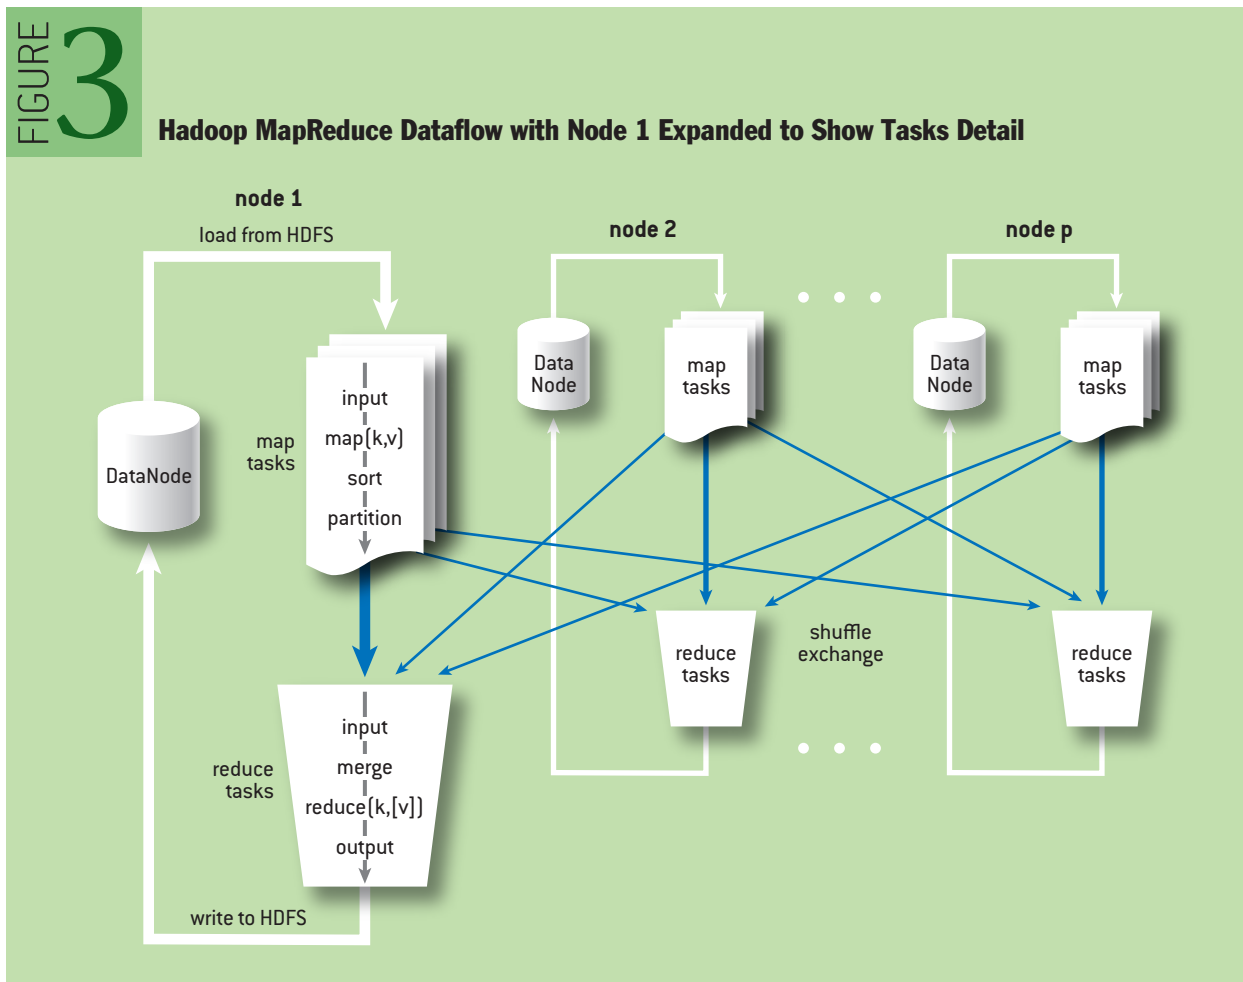 FIGURE
3
Hadoop MapReduce Dataflow with Node 1 Expanded to Show Tasks Detail
node 1
load from HDFS
DataNode
map
tasks
input
map(k,v)
sort
partition
reduce
tasks
input
merge
reduce(k,[v])
output
write to HDFS
node 2
Data
Node
map
tasks
reduce
tasks
shuffle
exchange
node p
Data
Node
map
tasks
reduce
tasks